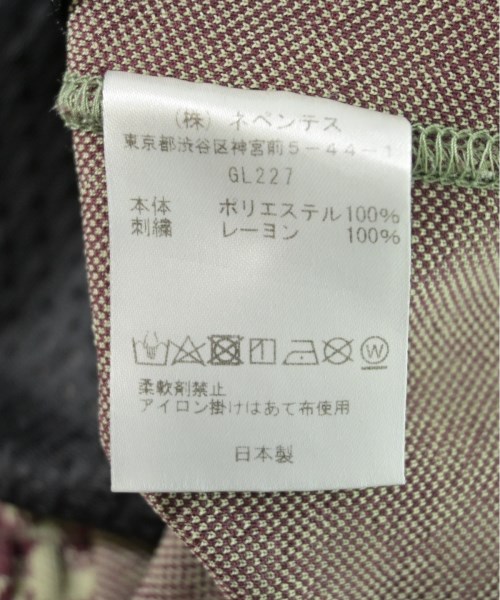 (株) ネペンテス
東京都渋谷区神宮前5-44-1
GL227
本体 ポリエステル100%
刺繍 レーヨン 100%
W
柔軟剤禁止
アイロン掛けはあて布使用
日本製